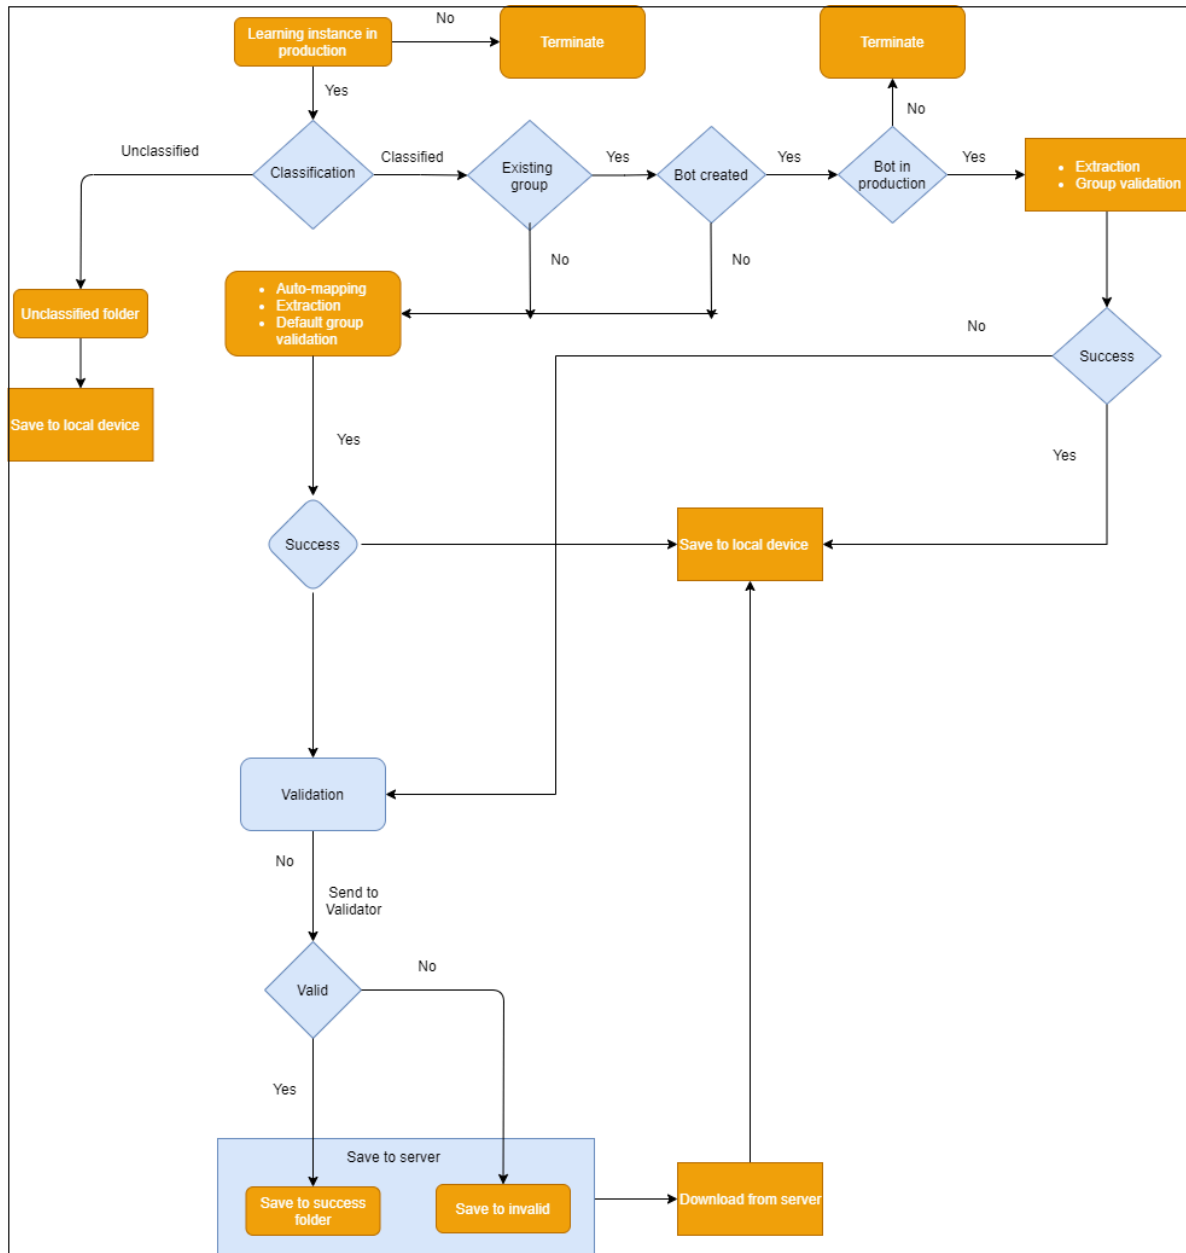 Learning instance in
production
No
Terminate
Terminate
Yes
No
Unclassified
Classification
Classified
Existing
group
Yes
Bot created
Yes
Bot in
production
Yes
• Extraction
• Group validation
No
No
• Auto-mapping
• Extraction
• Default group
validation
Unclassified folder
No
Success
Save to local device
Yes
Yes
Success
Save to local device
Validation
No
Send to
Validator
Valid
No
Yes
Save to server
Save to success
folder
Save to invalid
Download from server